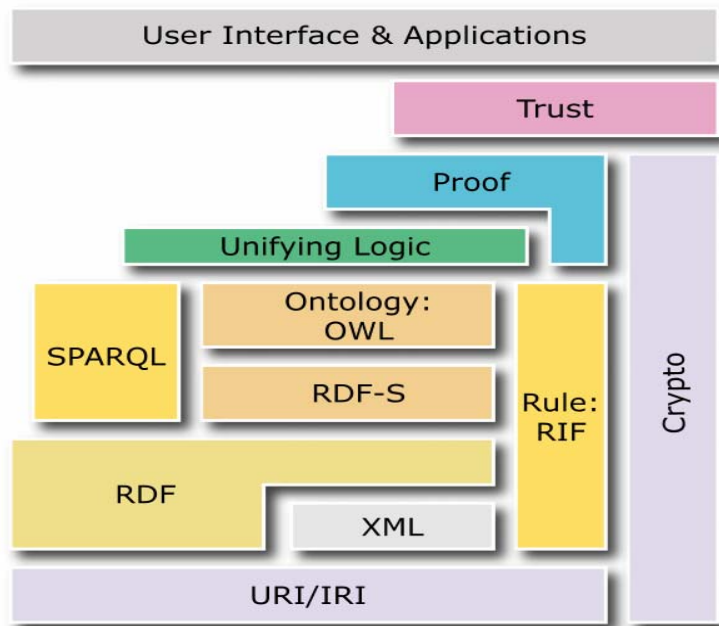 User Interface & Applications
Trust
Proof
Unifying Logic
Ontology:
OWL
SPARQL
RDF-S
Rule:
RIF
Crypto
RDF
XML
URI/IRI